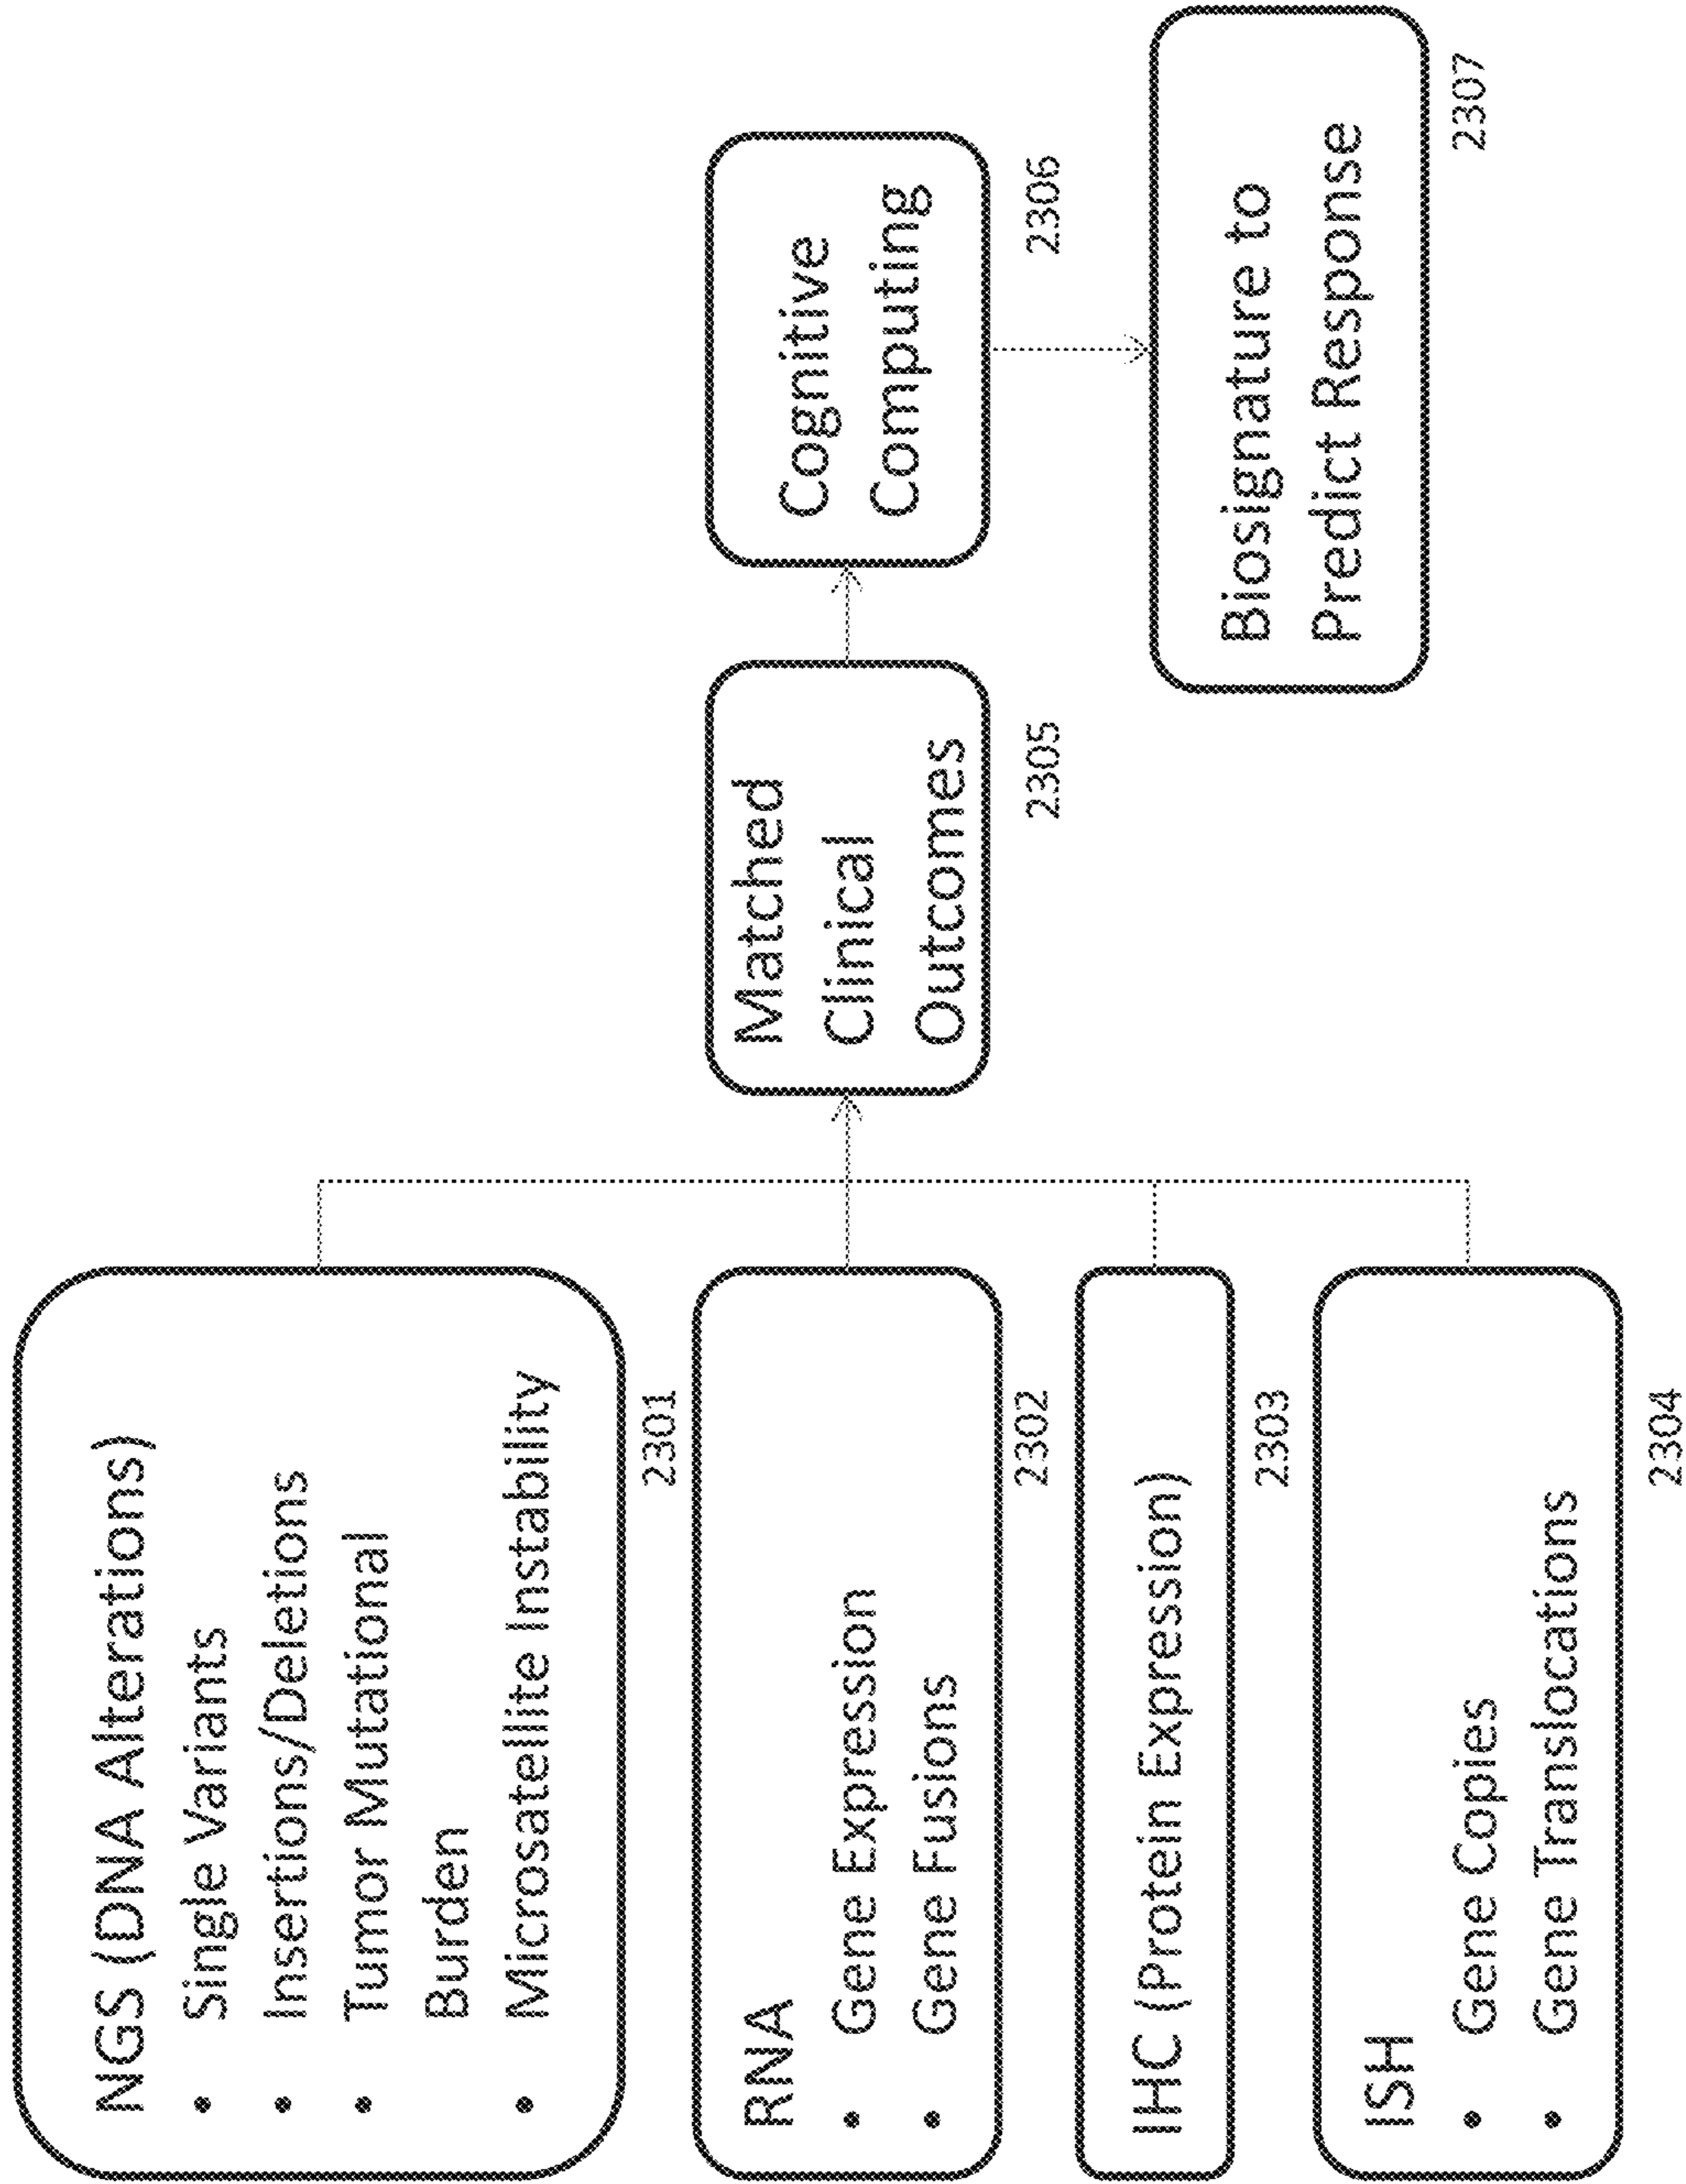 NGS (DNA Alterations)
• Single Variants
• Insertions/Deletions
• Tumor Mutational
Burden
• Microsatellite Instability
2301
RNA
• Gene Expression
• Gene Fusions
2302
IHC (Protein Expression)
2303
ISH
• Gene Copies
• Gene Translocations
2304
Matched
Clinical
Outcomes
2305
Cognitive
Computing
2306
Biosignature to
Predict Response
2307